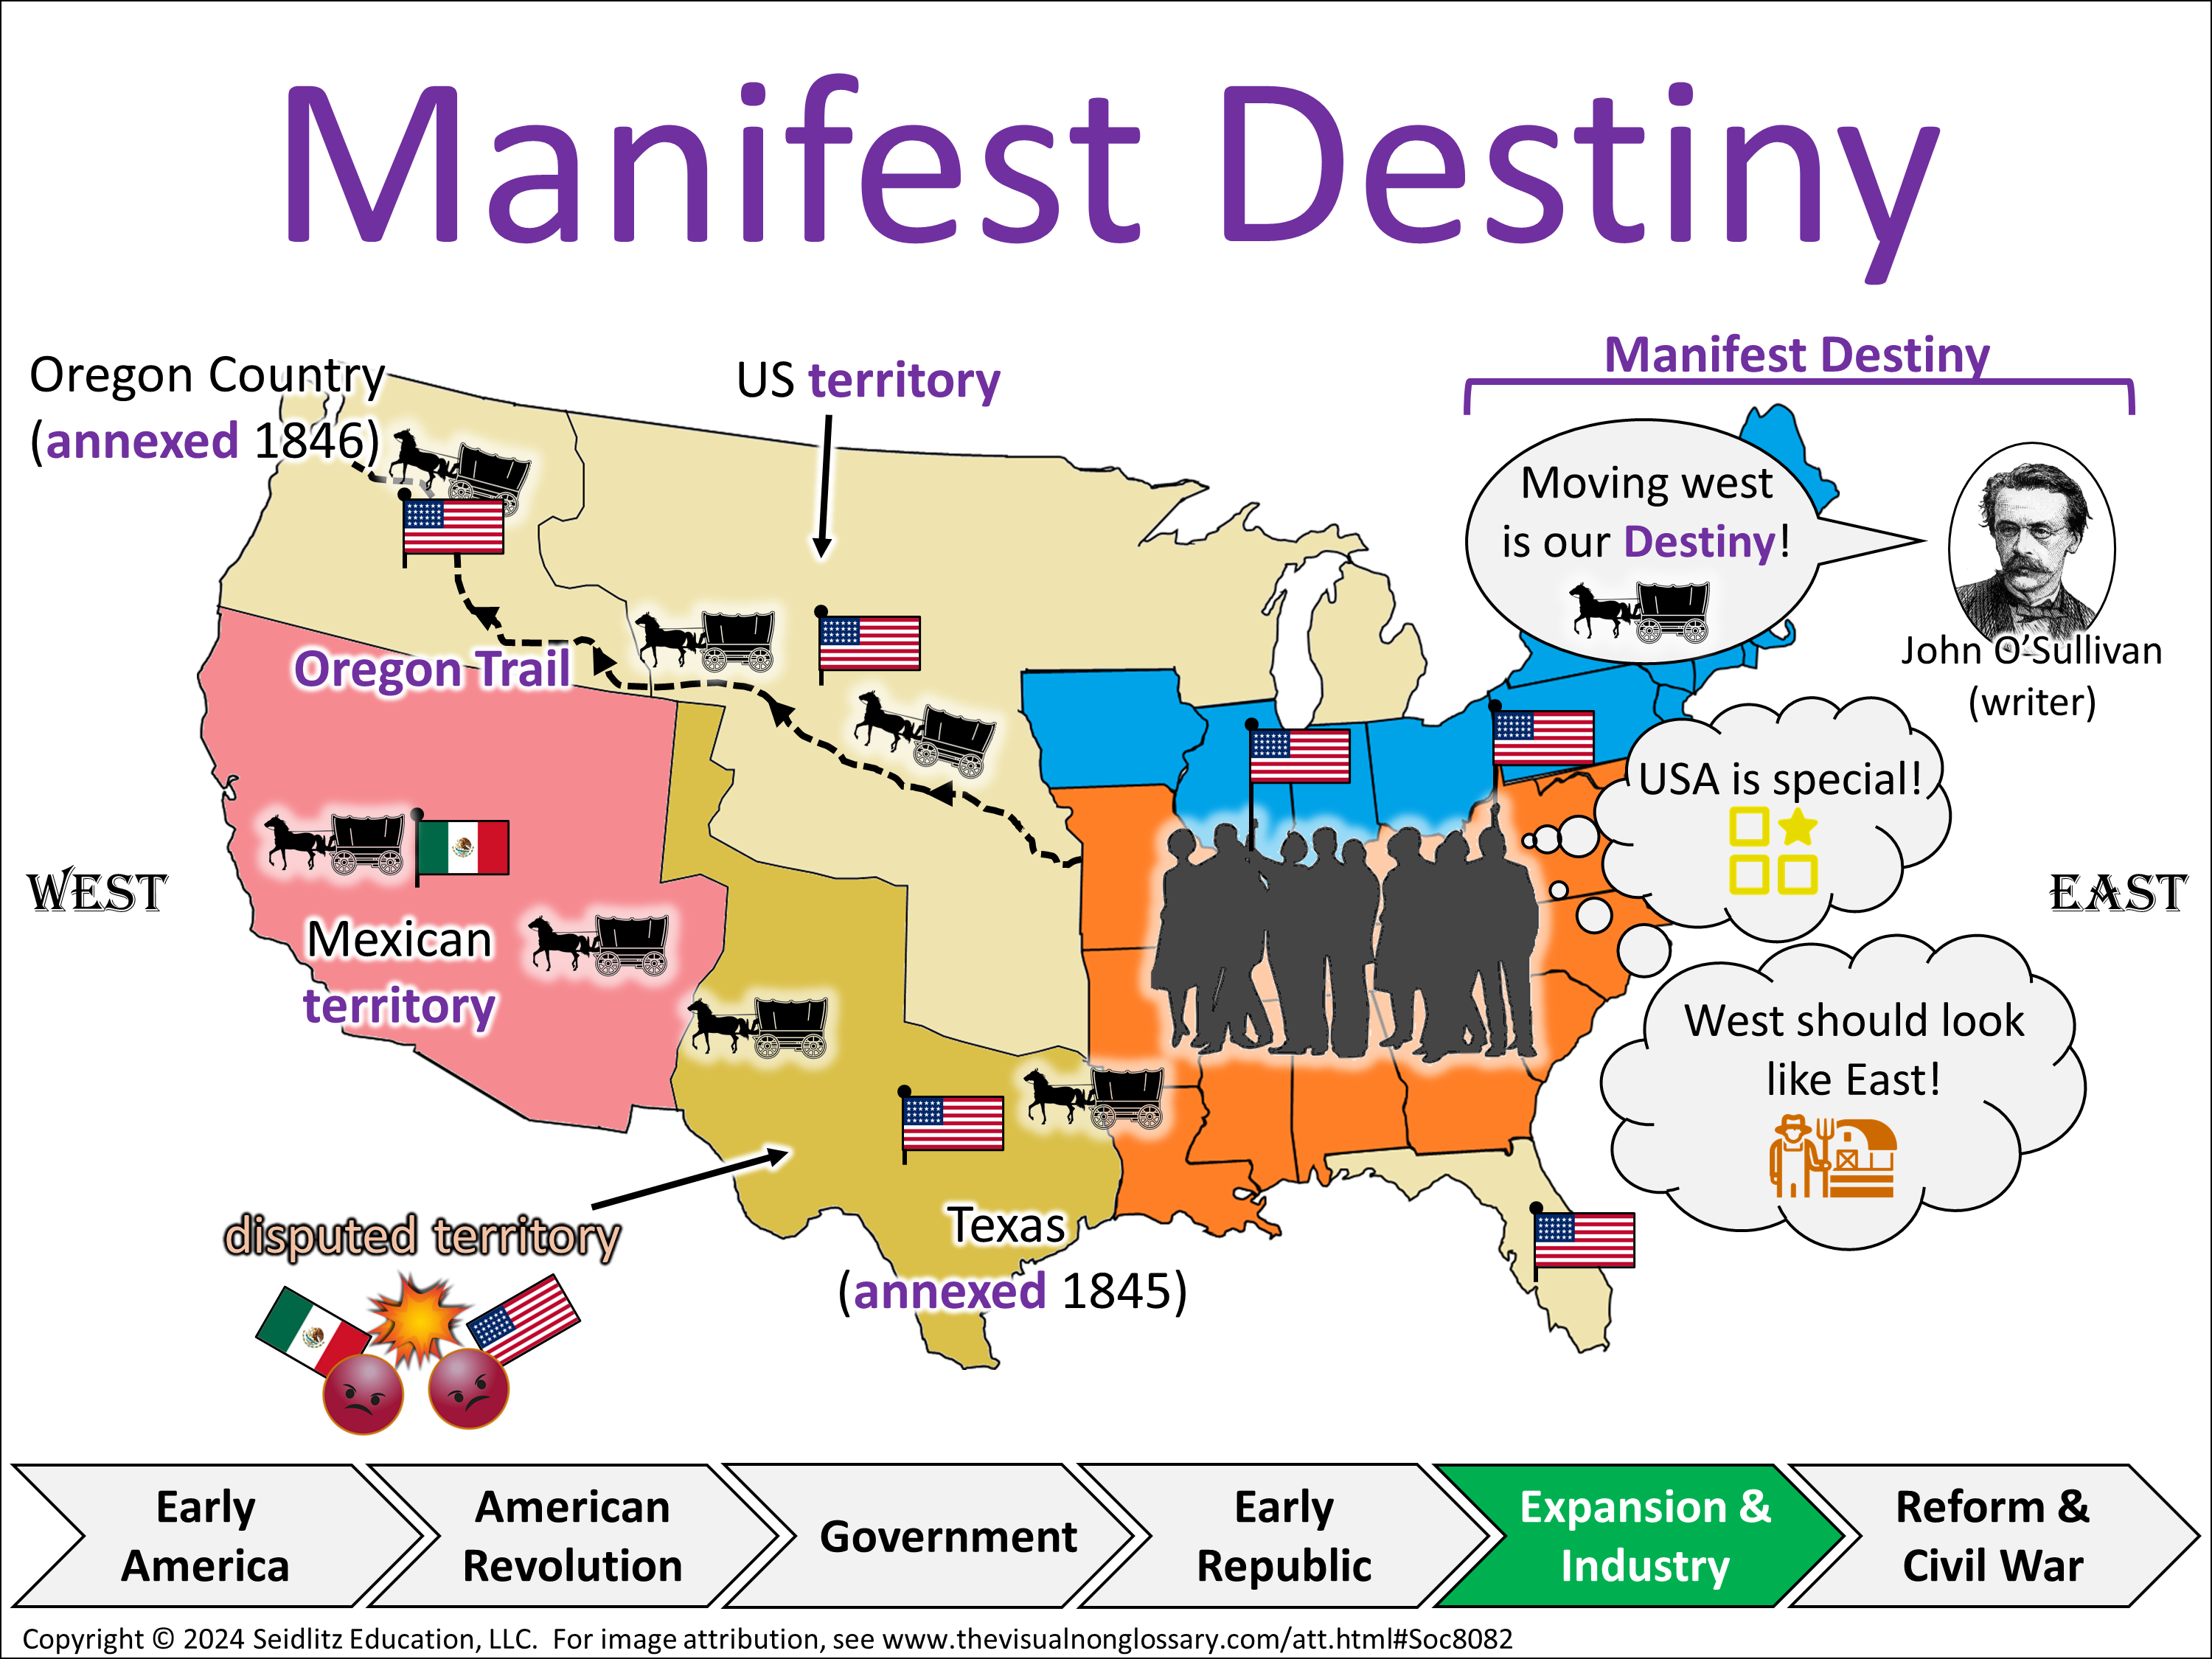 Manifest Destiny
Oregon Country
(annexed 1846)
US territory
Manifest Destiny
Moving west
is our Destiny!
John O'Sullivan
(writer)
Oregon Trail
USA is special!
WEST
EAST
Mexican
territory
West should look
like East!
disputed territory
Texas
(annexed 1845)
Early
America
American
Revolution
Government
Early
Republic
Expansion &
Industry
Reform &
Civil War
Copyright © 2024 Seidlitz Education, LLC.  For image attribution, see www.thevisualnonglossary.com/att.html#Soc8082